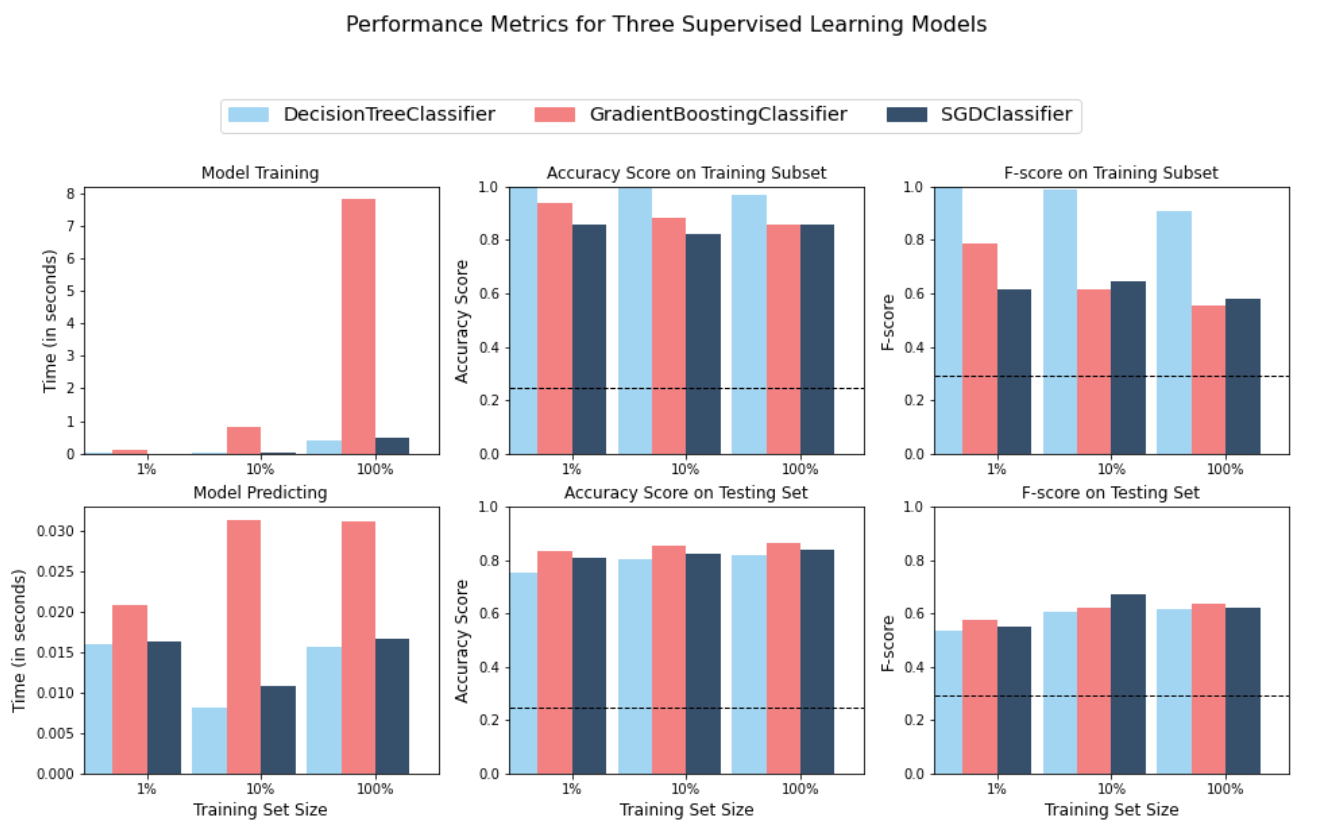 Performance Metrics for Three Supervised Learning Models
DecisionTreeClassifier GradientBoostingClassifier SGDClassifier
Model Training
Time (in seconds)
8
7
6
5
4
3
2
1
0
1% 10% 100%
Accuracy Score on Training Subset
Accuracy Score
1.0
0.8
0.6
0.4
0.2
0.0
1% 10% 100%
F-score on Training Subset
F-score
1.0
0.8
0.6
0.4
0.2
0.0
1% 10% 100%
Model Predicting
Time (in seconds)
0.030
0.025
0.020
0.015
0.010
0.005
0.000
1% 10% 100%
Training Set Size
Accuracy Score on Testing Set
Accuracy Score
1.0
0.8
0.6
0.4
0.2
0.0
1% 10% 100%
Training Set Size
F-score on Testing Set
F-score
1.0
0.8
0.6
0.4
0.2
0.0
1% 10% 100%
Training Set Size